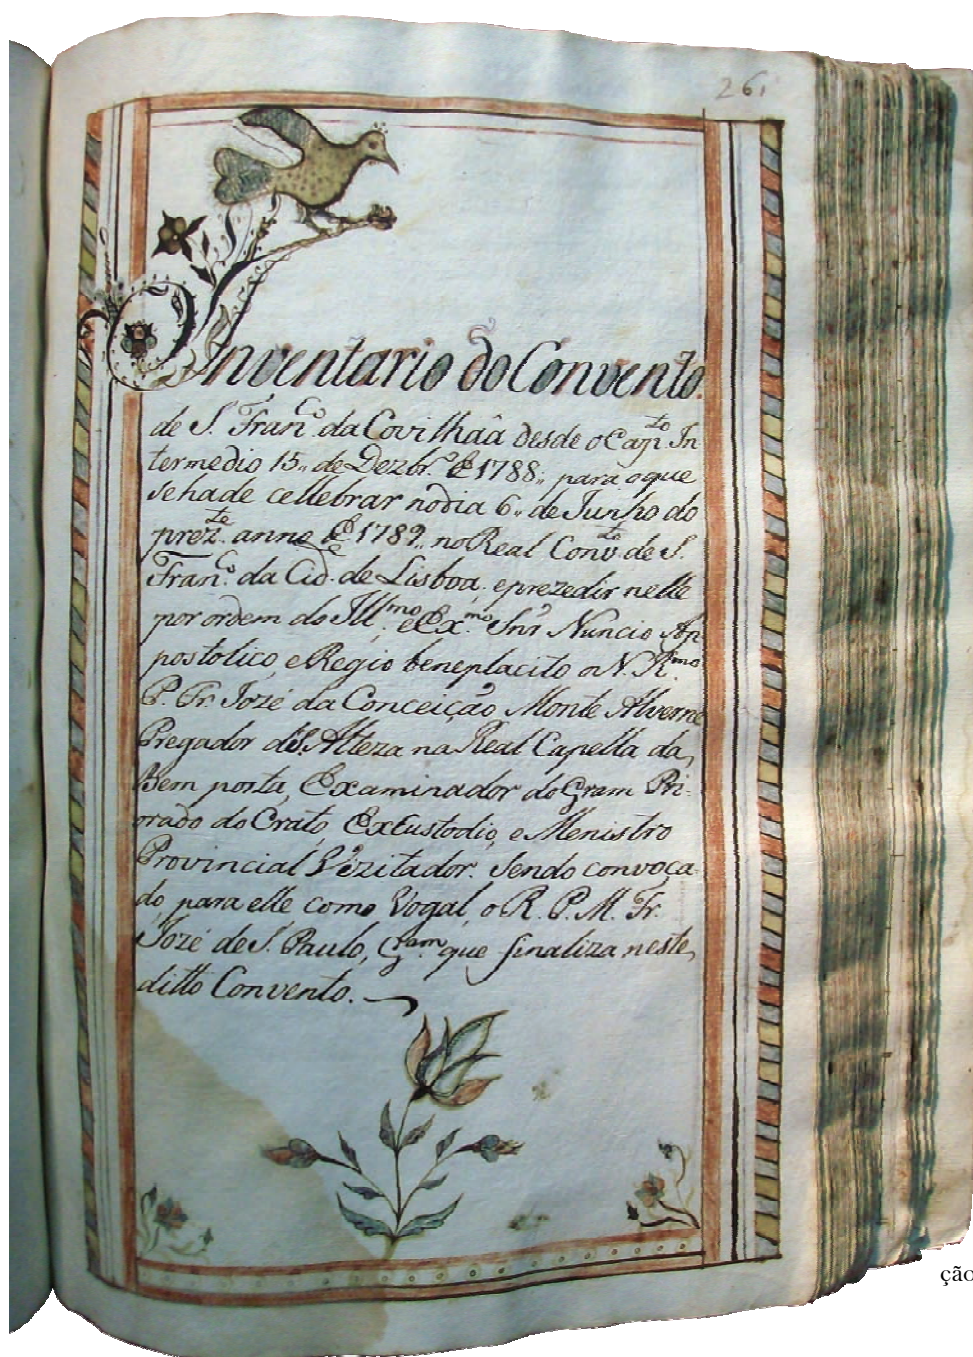 261
Inventario do Convento.
de S. Fran.co da Covilhaâ desde o Cap.to In
termedio 15,, de Dezbr.o de 1788,, para o que
se hade cellebrar no dia 6,, de Junho do
prez.te anno de 1789,, no Real Conv.to de S.
Fran.co da Cid.e de Lisboa. e prezedir nelle
por ordem do Ill.mo e Ex.mo Snr Nuncio Ap
postolico e Regio beneplacito o N. R.mo
P. Fr. Jozé da Conceição Monte Alverne
Pregador de S. Alteza na Real Capella da
Bem posta, Examinador do Gram Pri-
orado do Crato, Ex Custodio, e Menistro
Provincial Vezitador. Sendo convoca
do para elle como Vogal, o R. P. M. Fr.
Jozé de S. Paulo, G.am que finaliza neste
ditto Convento.
ção